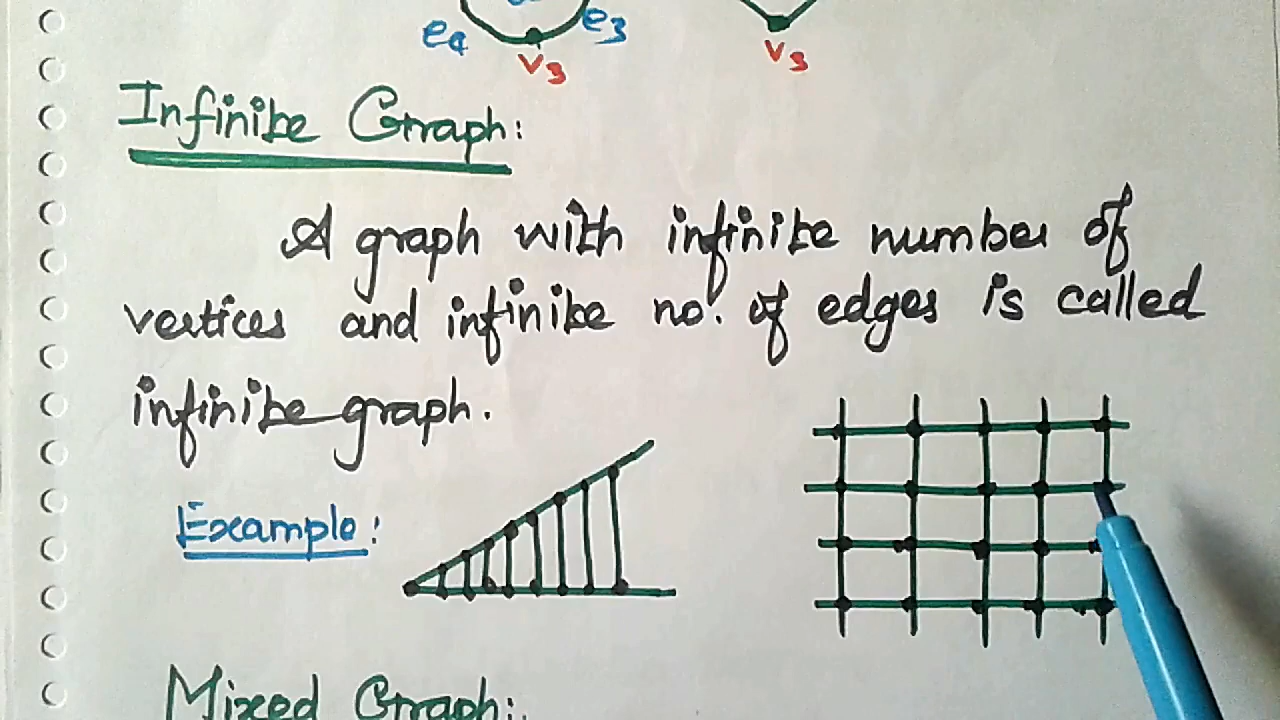 e4 e3
v3 v3
Infinite Graph:
A graph with infinite number of
vertices and infinite no. of edges is called
infinite graph.
Example:
Mixed Graph: